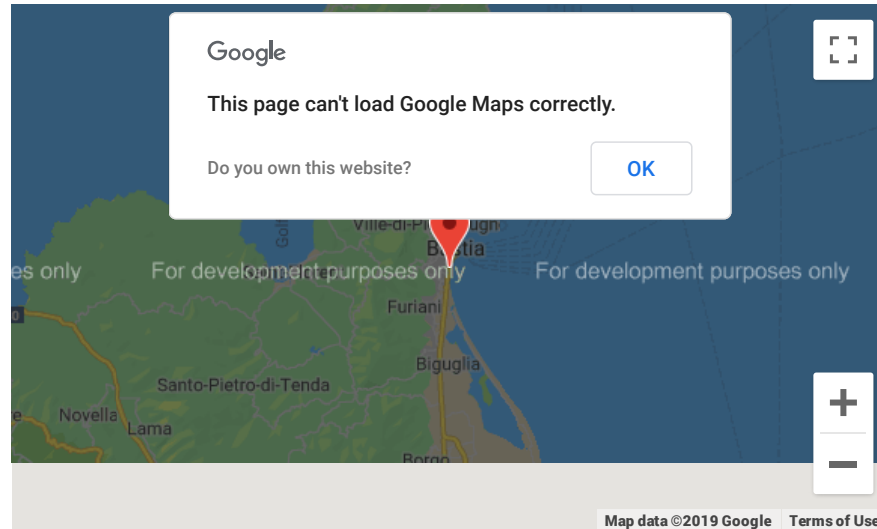 Google
This page can't load Google Maps correctly.
Do you own this website?
OK
Ville-di-Pi
Bastia
es only
For development purposes only
For development purposes only
Furiani
Biguglia
Santo-Pietro-di-Tenda
Novella
Lama
Borgo
Map data ©2019 Google
Terms of Use